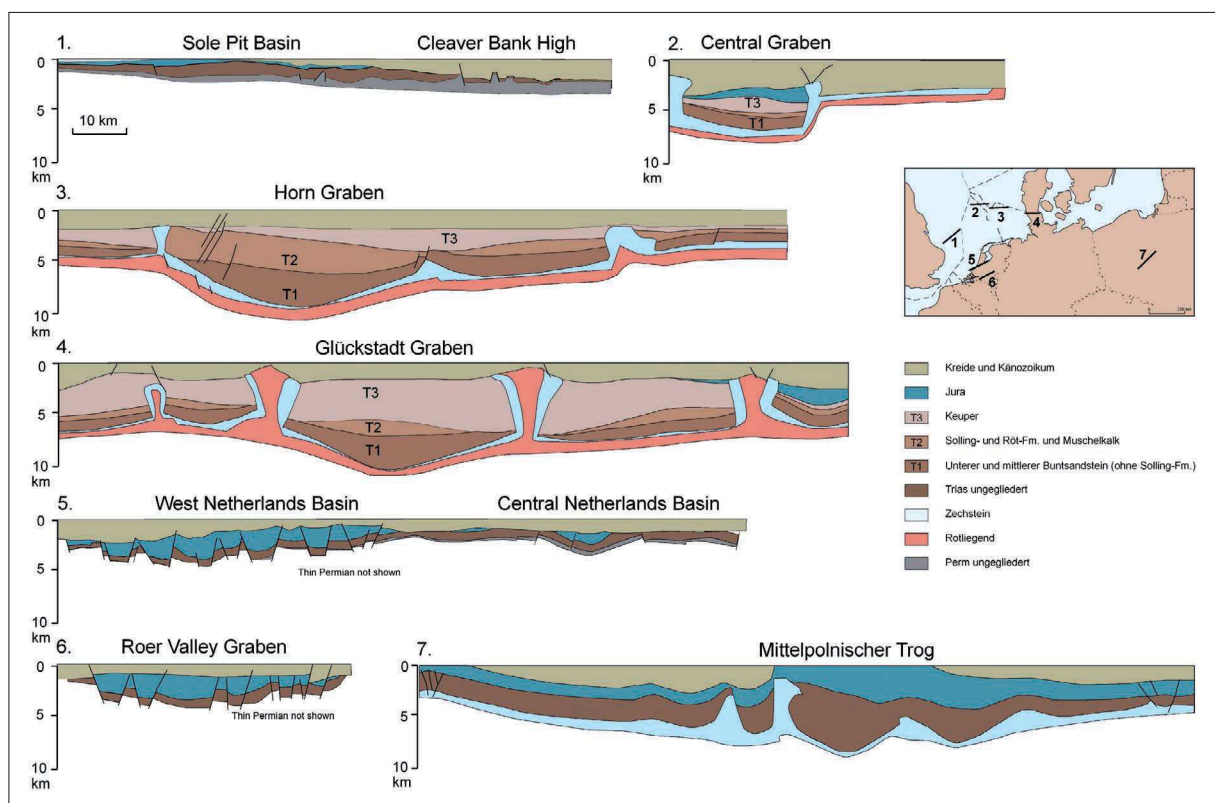 1.
Sole Pit Basin
Cleaver Bank High
0
5
10
km
10 km
2.
Central Graben
0
5
10
km
T3
T1
3.
Horn Graben
0
5
10
km
T3
T2
T1
1
2
3
4
5
6
7
4.
Glückstadt Graben
0
5
10
km
T3
T2
T1
Kreide und Känozoikum
Jura
T3 Keuper
T2 Solling- und Röt-Fm. und Muschelkalk
T1 Unterer und mittlerer Buntsandstein (ohne Solling-Fm.)
Trias ungegliedert
Zechstein
Rotliegend
Perm ungegliedert
5.
West Netherlands Basin
Central Netherlands Basin
0
5
10
km
Thin Permian not shown
6.
Roer Valley Graben
0
5
10
km
Thin Permian not shown
7.
Mittelpolnischer Trog
0
5
10
km